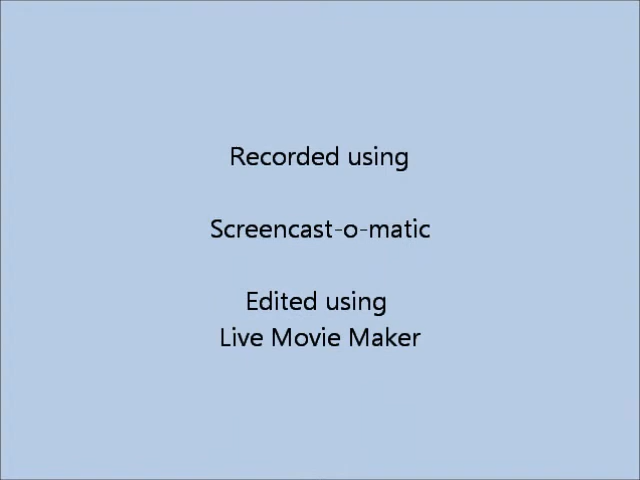 Recorded using
Screencast-o-matic
Edited using
Live Movie Maker